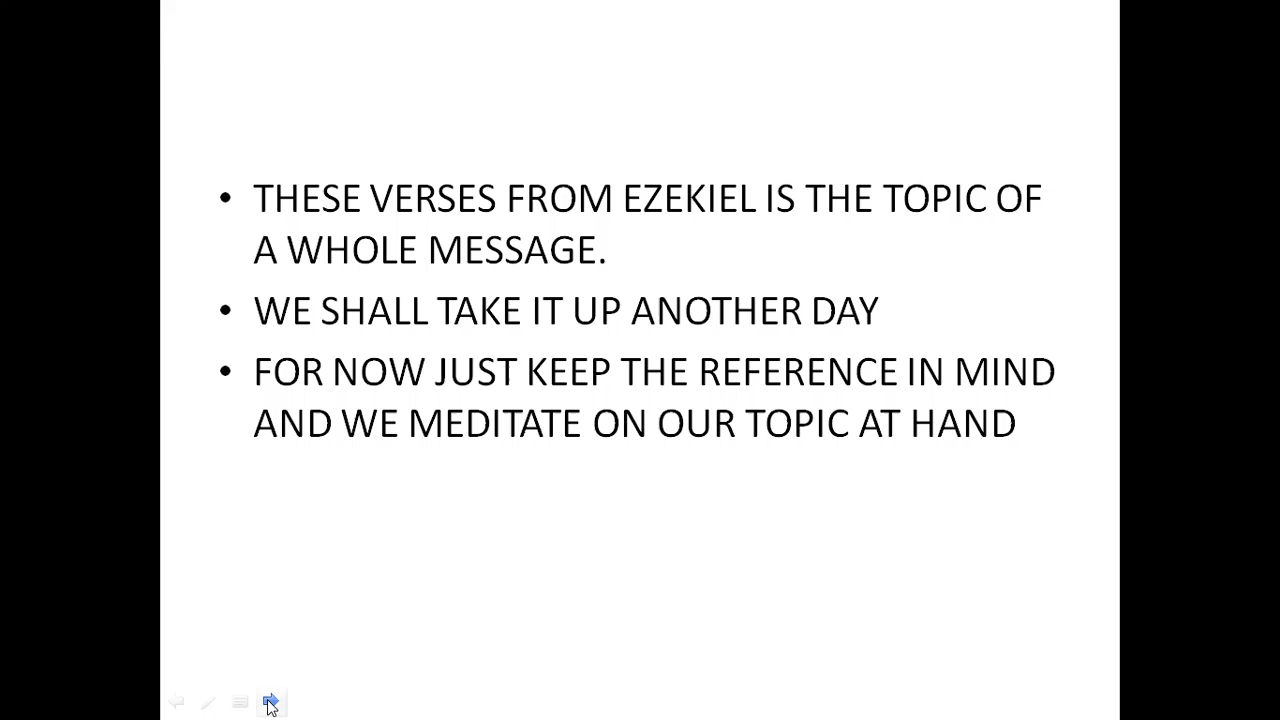 • THESE VERSES FROM EZEKIEL IS THE TOPIC OF
A WHOLE MESSAGE.
• WE SHALL TAKE IT UP ANOTHER DAY
• FOR NOW JUST KEEP THE REFERENCE IN MIND
AND WE MEDITATE ON OUR TOPIC AT HAND